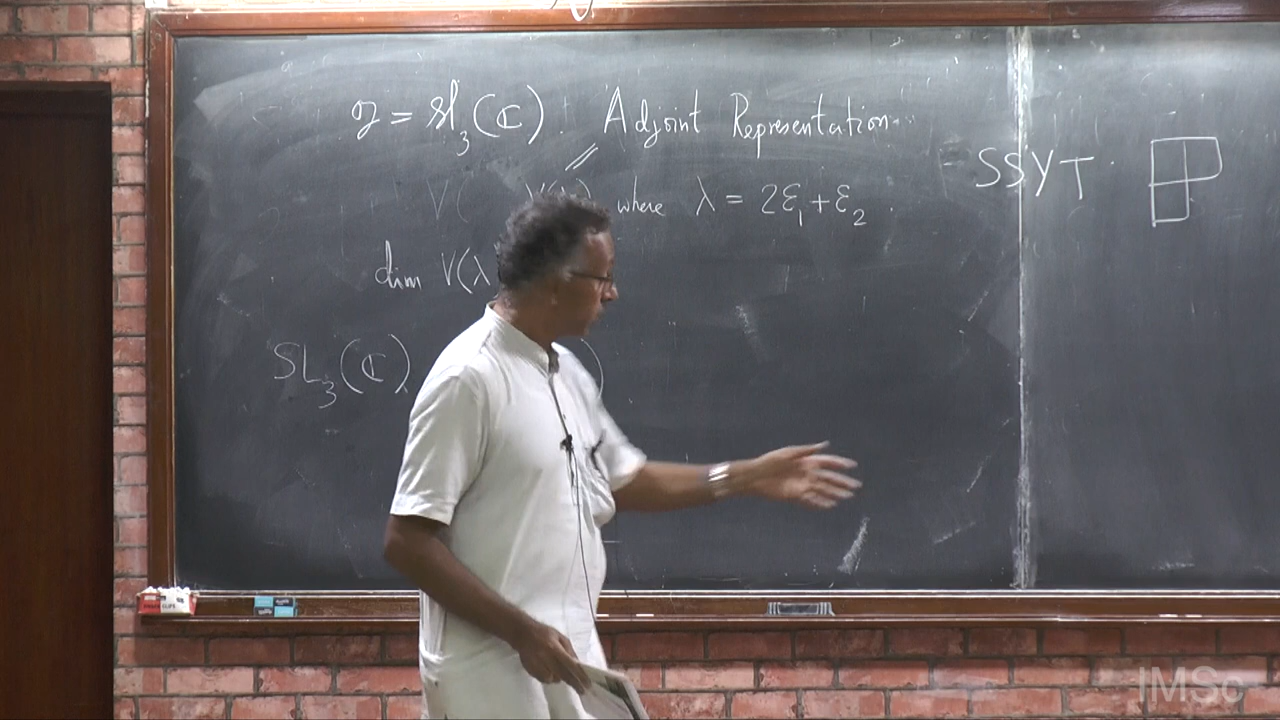 𝔤 = sl₃(ℂ). Adjoint Representation
V( V(λ) where λ = 2ε₁+ε₂.
dim V(λ
SL₃(ℂ)
SSYT.
IMSc